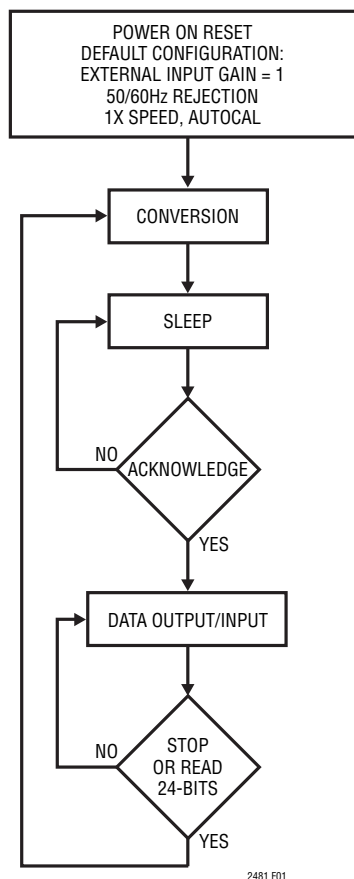 POWER ON RESET
DEFAULT CONFIGURATION:
EXTERNAL INPUT GAIN = 1
50/60Hz REJECTION
1X SPEED, AUTOCAL
CONVERSION
SLEEP
NO
ACKNOWLEDGE
YES
DATA OUTPUT/INPUT
NO
STOP
OR READ
24-BITS
YES
2481 F01